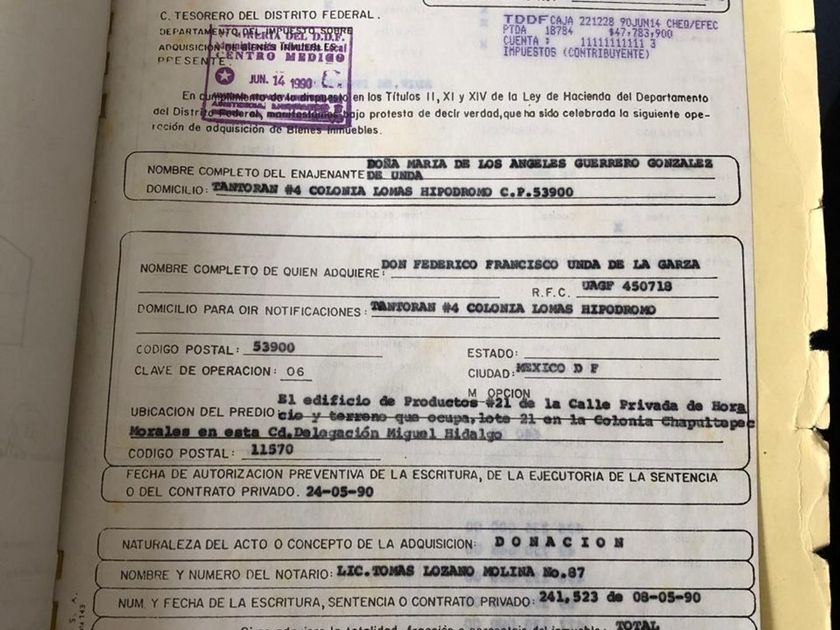 C. TESORERO DEL DISTRITO FEDERAL.
DEPARTAMENTO DEL IMPUESTO SOBRE
ADQUISICION DE BIENES INMUEBLES.
PRESENTE.
DEL D.D.F.
CENTRO MEDICO
JUN. 14 1990
TDDF CAJA 221228 90JUN14 CHEQ/EFEC
PTDA 18784 $47,783,900
CUENTA : 11111111111 3
IMPUESTOS (CONTRIBUYENTE)
En cumplimiento de lo dispuesto en los Títulos II, XI y XIV de la Ley de Hacienda del Departamento
del Distrito Federal, manifestamos bajo protesta de decir verdad, que ha sido celebrada la siguiente ope-
ración de adquisición de Bienes Inmuebles.
DOÑA MARIA DE LOS ANGELES GUERRERO GONZALEZ
NOMBRE COMPLETO DEL ENAJENANTE DE UNDA
DOMICILIO: TANTORAN #4 COLONIA LOMAS HIPODROMO C.P.53900
NOMBRE COMPLETO DE QUIEN ADQUIERE: DON FEDERICO FRANCISCO UNDA DE LA GARZA
R.F.C. UAGF 450718
DOMICILIO PARA OIR NOTIFICACIONES: TANTORAN #4 COLONIA LOMAS HIPODROMO
CODIGO POSTAL: 53900 ESTADO:
CLAVE DE OPERACION: 06 CIUDAD: MEXICO D F
M OPCION
El edificio de Productos #21 de la Calle Privada de Hora
UBICACION DEL PREDIO: cio y terreno que ocupa, lote 21 en la Colonia Chapultepec
Morales en esta Cd. Delegación Miguel Hidalgo
CODIGO POSTAL: 11570
FECHA DE AUTORIZACION PREVENTIVA DE LA ESCRITURA, DE LA EJECUTORIA DE LA SENTENCIA
O DEL CONTRATO PRIVADO. 24-05-90
NATURALEZA DEL ACTO O CONCEPTO DE LA ADQUISICION: D O N A C I O N
NOMBRE Y NUMERO DEL NOTARIO: LIC.TOMAS LOZANO MOLINA No.87
NUM. Y FECHA DE LA ESCRITURA, SENTENCIA O CONTRATO PRIVADO: 241,523 de 08-05-90
TOTAL